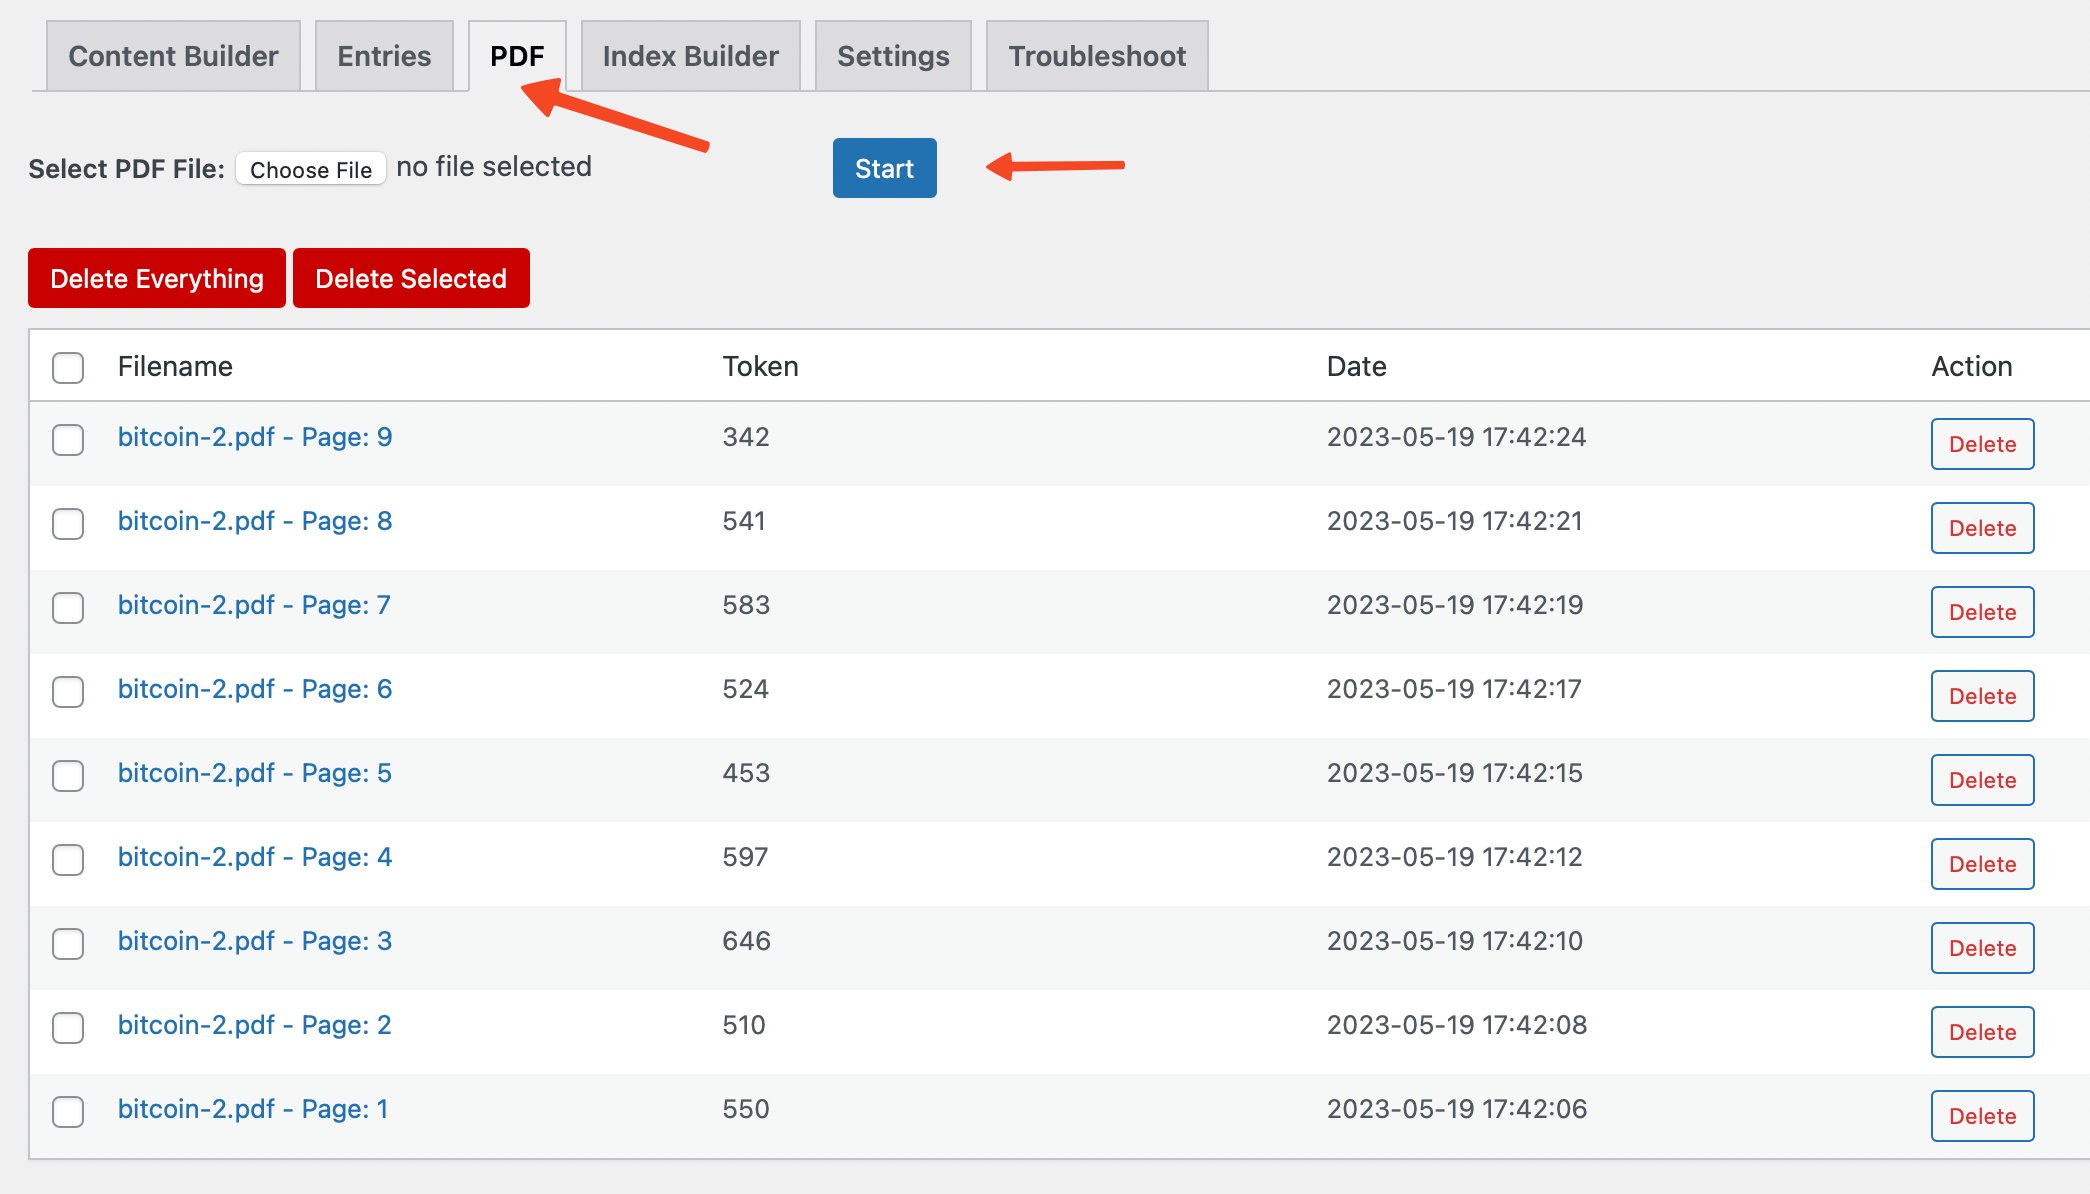 Content Builder Entries PDF Index Builder Settings Troubleshoot
Select PDF File: Choose File no file selected Start
Delete Everything Delete Selected
Filename Token Date Action
bitcoin-2.pdf - Page: 9 342 2023-05-19 17:42:24 Delete
bitcoin-2.pdf - Page: 8 541 2023-05-19 17:42:21 Delete
bitcoin-2.pdf - Page: 7 583 2023-05-19 17:42:19 Delete
bitcoin-2.pdf - Page: 6 524 2023-05-19 17:42:17 Delete
bitcoin-2.pdf - Page: 5 453 2023-05-19 17:42:15 Delete
bitcoin-2.pdf - Page: 4 597 2023-05-19 17:42:12 Delete
bitcoin-2.pdf - Page: 3 646 2023-05-19 17:42:10 Delete
bitcoin-2.pdf - Page: 2 510 2023-05-19 17:42:08 Delete
bitcoin-2.pdf - Page: 1 550 2023-05-19 17:42:06 Delete